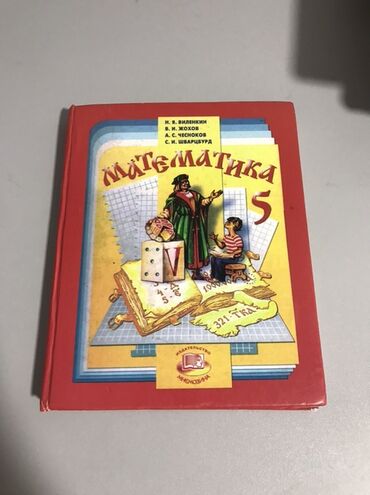 Н. Я. ВИЛЕНКИН
В. И. ЖОХОВ
А. С. ЧЕСНОКОВ
С. И. ШВАРЦБУРД
МАТЕМАТИКА
5
ИЗДАТЕЛЬСТВО
МНЕМОЗИНА